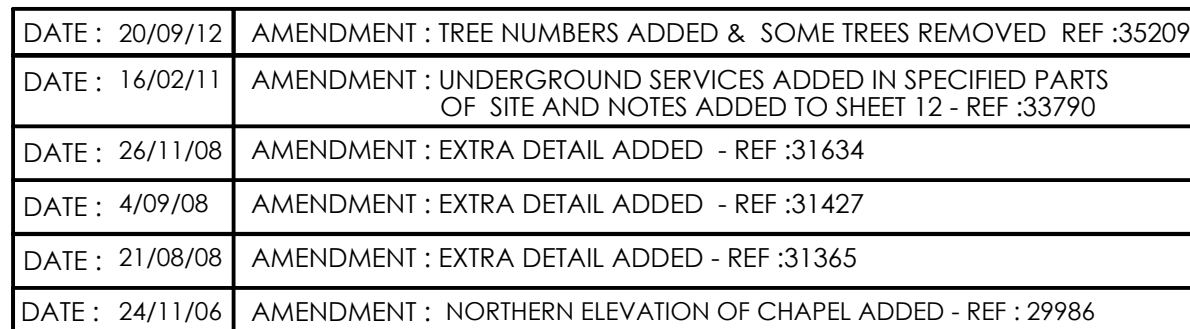 DATE : 20/09/12 AMENDMENT : TREE NUMBERS ADDED & SOME TREES REMOVED REF :35209
DATE : 16/02/11 AMENDMENT : UNDERGROUND SERVICES ADDED IN SPECIFIED PARTS
OF SITE AND NOTES ADDED TO SHEET 12 - REF :33790
DATE : 26/11/08 AMENDMENT : EXTRA DETAIL ADDED - REF :31634
DATE : 4/09/08 AMENDMENT : EXTRA DETAIL ADDED - REF :31427
DATE : 21/08/08 AMENDMENT : EXTRA DETAIL ADDED - REF :31365
DATE : 24/11/06 AMENDMENT : NORTHERN ELEVATION OF CHAPEL ADDED - REF : 29986